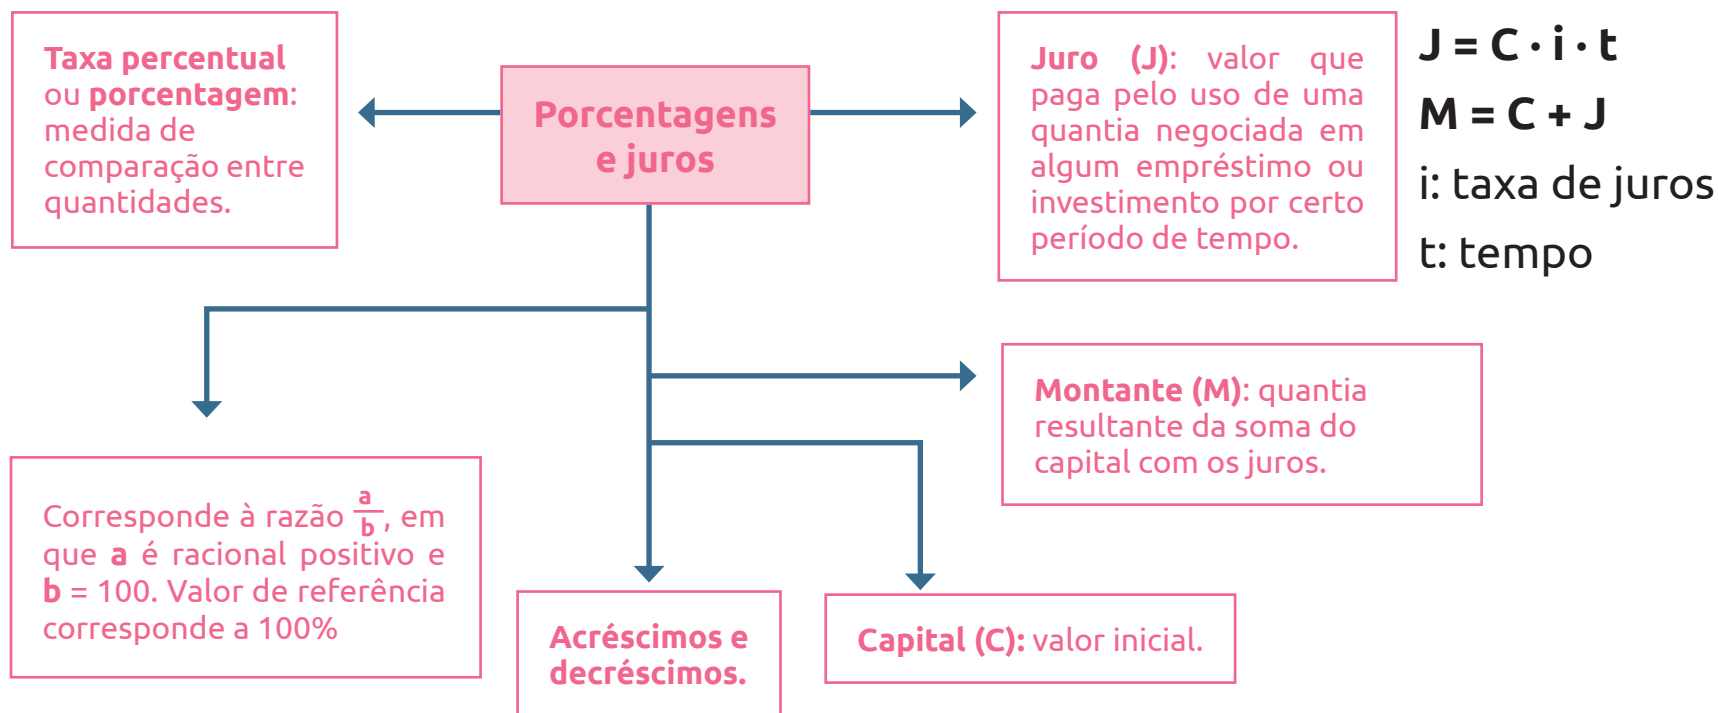 Taxa percentual
ou porcentagem:
medida de
comparação entre
quantidades.
Porcentagens
e juros
Juro (J): valor que
paga pelo uso de uma
quantia negociada em
algum empréstimo ou
investimento por certo
período de tempo.
J = C · i · t
M = C + J
i: taxa de juros
t: tempo
Montante (M): quantia
resultante da soma do
capital com os juros.
Corresponde à razão a/b, em
que a é racional positivo e
b = 100. Valor de referência
corresponde a 100%
Acréscimos e
decréscimos.
Capital (C): valor inicial.